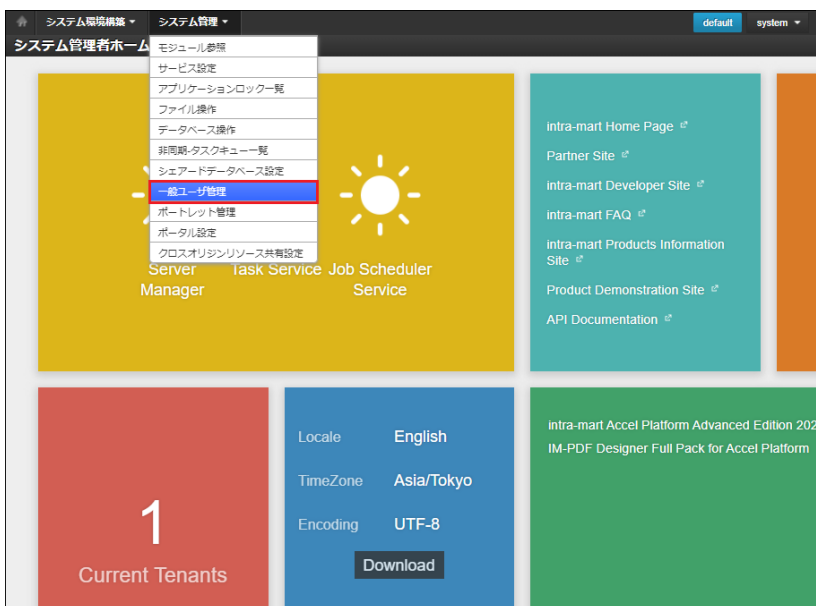 システム環境構築 システム管理 default system
システム管理者ホーム
モジュール参照
サービス設定
アプリケーションロック一覧
ファイル操作
データベース操作
非同期-タスクキュー一覧
シェアードデータベース設定
一般ユーザ管理
ポートレット管理
ポータル設定
クロスオリジンリソース共有設定
Server
Manager
Task Service
Job Scheduler
Service
intra-mart Home Page
Partner Site
intra-mart Developer Site
intra-mart FAQ
intra-mart Products Information
Site
Product Demonstration Site
API Documentation
1
Current Tenants
Locale English
TimeZone Asia/Tokyo
Encoding UTF-8
Download
intra-mart Accel Platform Advanced Edition 202
IM-PDF Designer Full Pack for Accel Platform